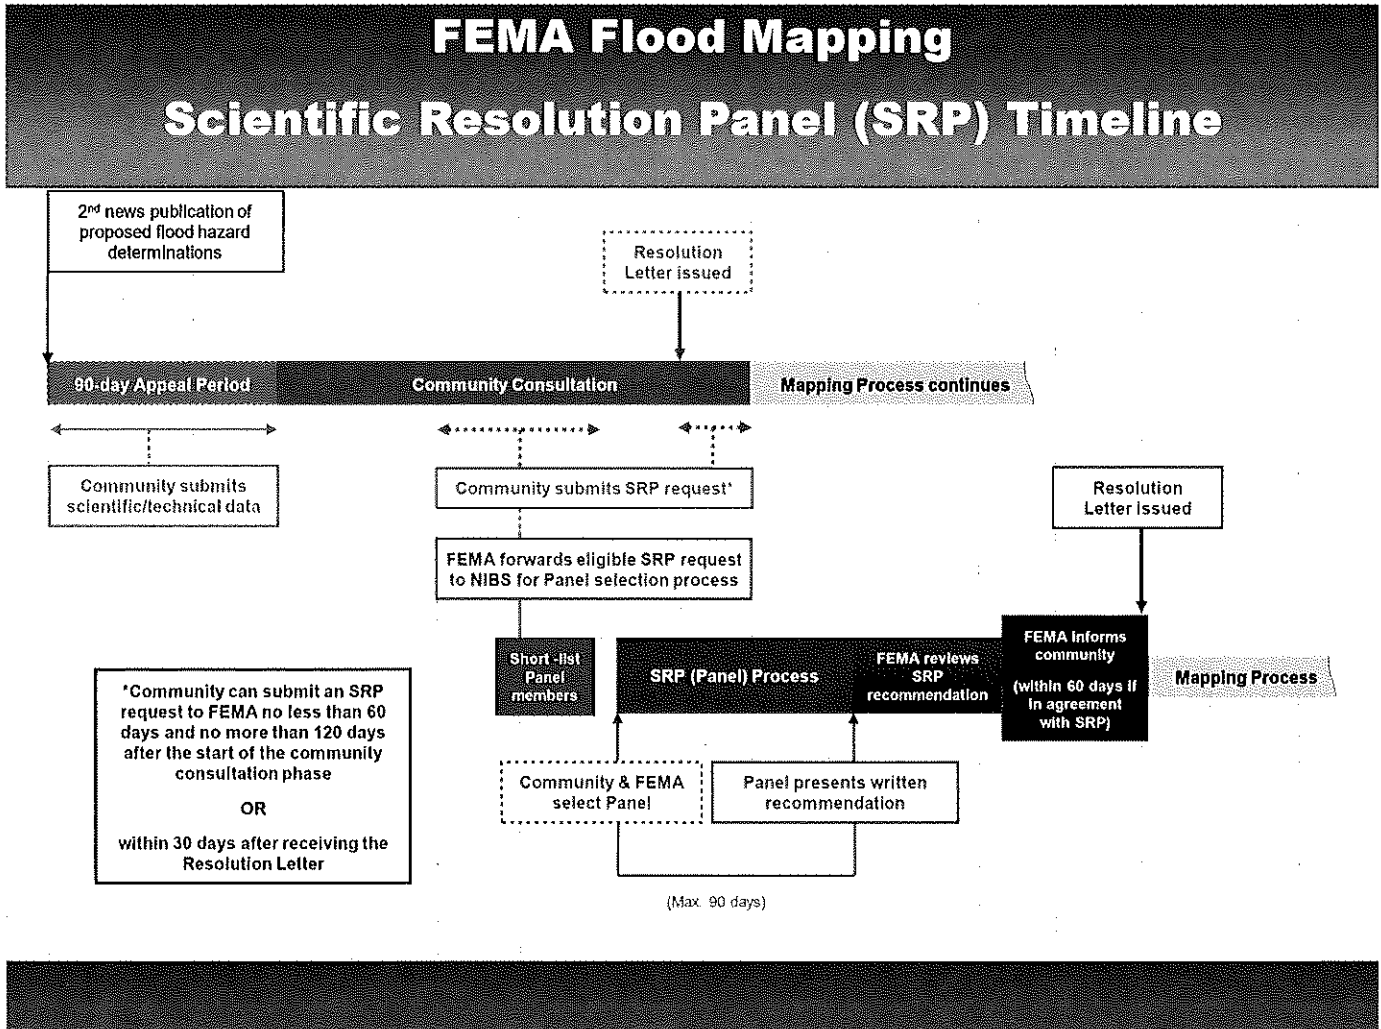 FEMA Flood Mapping
Scientific Resolution Panel (SRP) Timeline
2nd news publication of
proposed flood hazard
determinations
Resolution
Letter issued
90-day Appeal Period
Community Consultation
Mapping Process continues
Community submits
scientific/technical data
Community submits SRP request*
Resolution
Letter Issued
FEMA forwards eligible SRP request
to NIBS for Panel selection process
Short -list
Panel
members
SRP (Panel) Process
FEMA reviews
SRP
recommendation
FEMA informs
community
(within 60 days if
in agreement
with SRP)
Mapping Process
*Community can submit an SRP
request to FEMA no less than 60
days and no more than 120 days
after the start of the community
consultation phase
OR
within 30 days after receiving the
Resolution Letter
Community & FEMA
select Panel
Panel presents written
recommendation
(Max. 90 days)